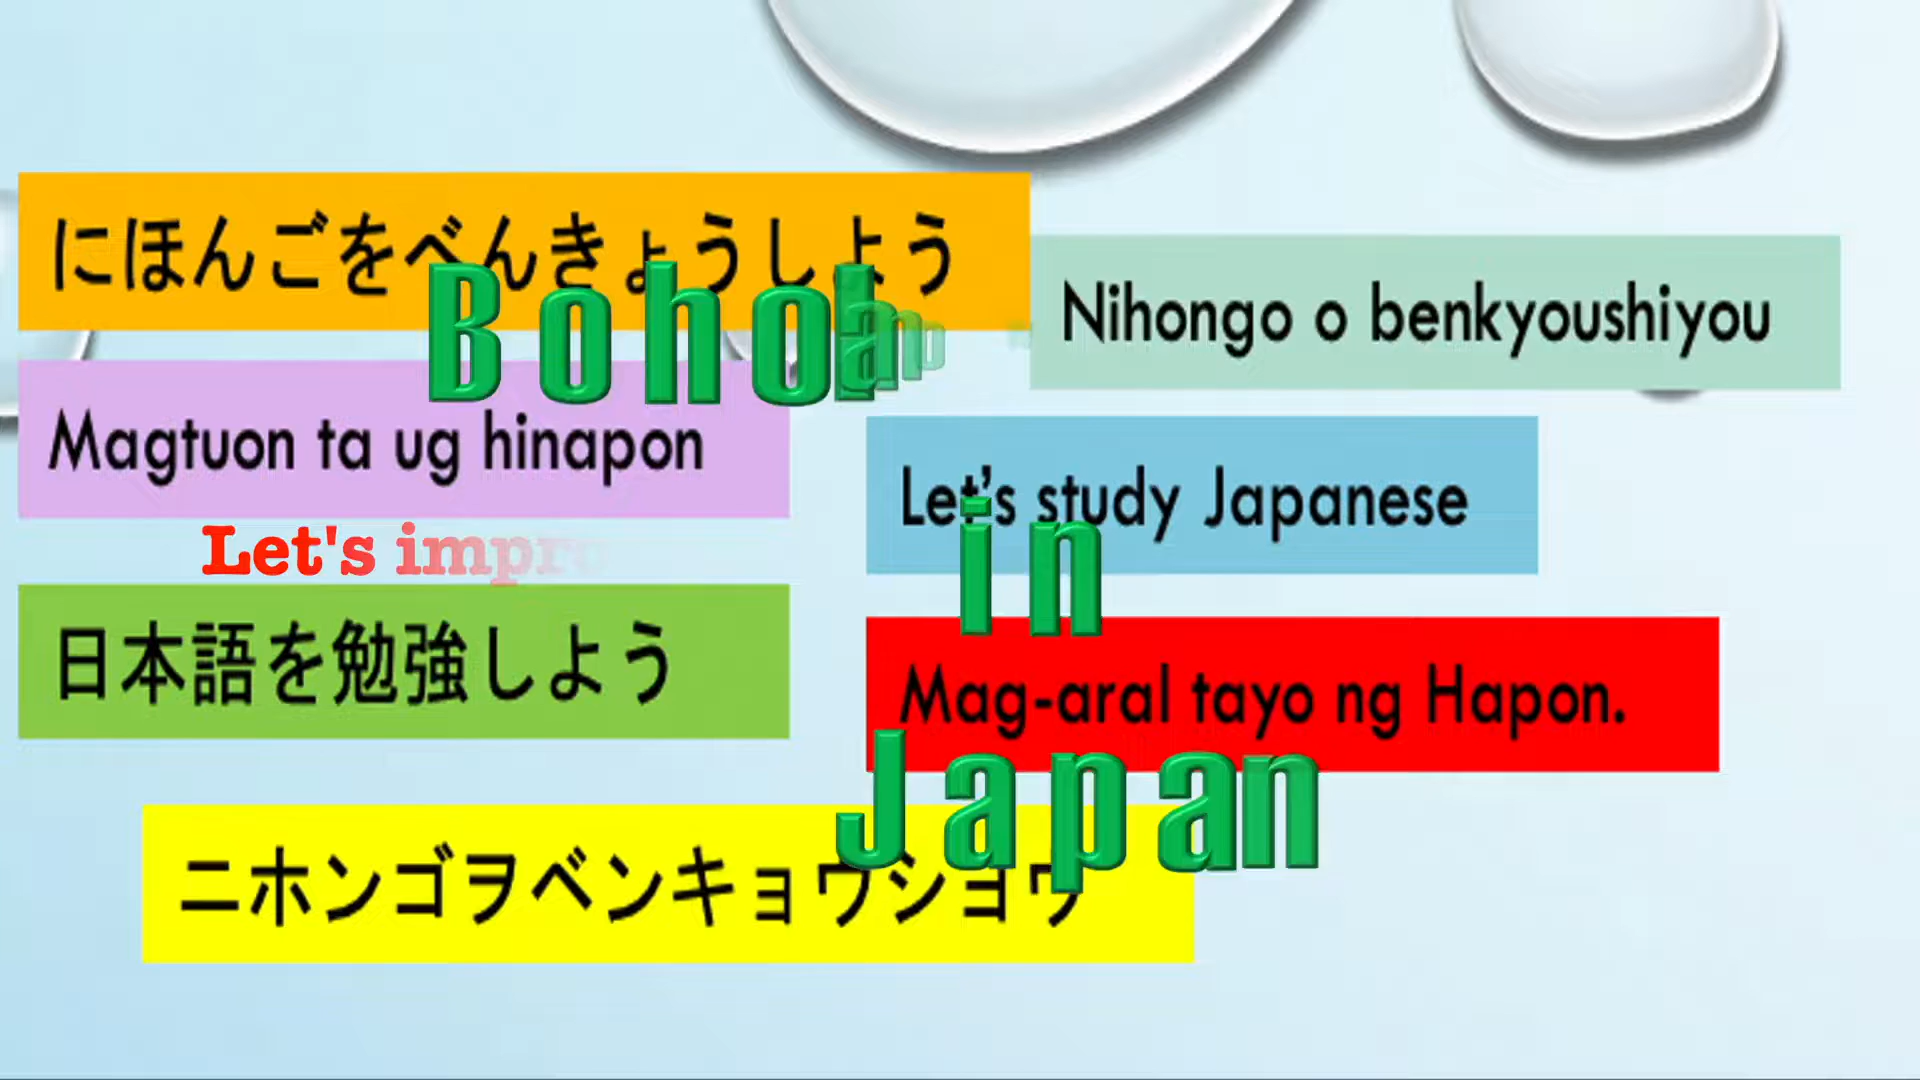 にほんごをべんきょうしよう
Nihongo o benkyoushiyou
Magtuon ta ug hinapon
Let's study Japanese
Let's
日本語を勉強しよう
Mag-aral tayo ng Hapon.
ニホンゴヲベンキョウショウ
in
Japan